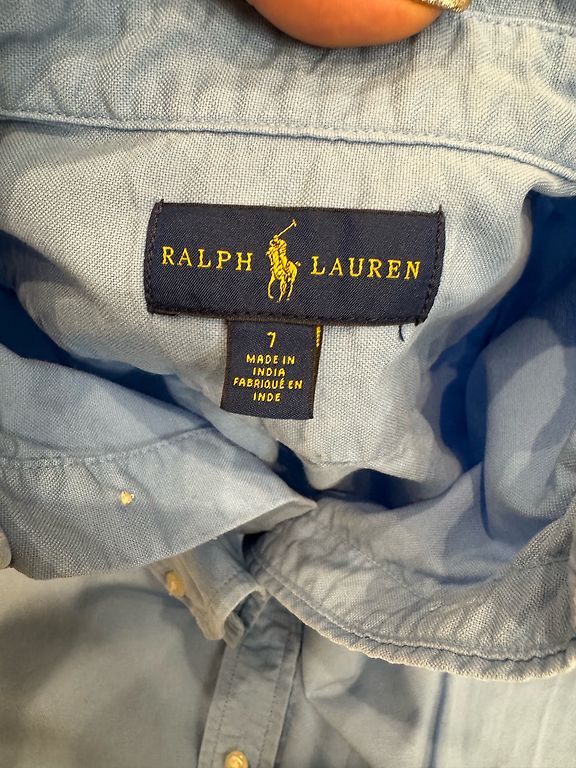 RALPH LAUREN
7
MADE IN
INDIA
FABRIQUÉ EN
INDE